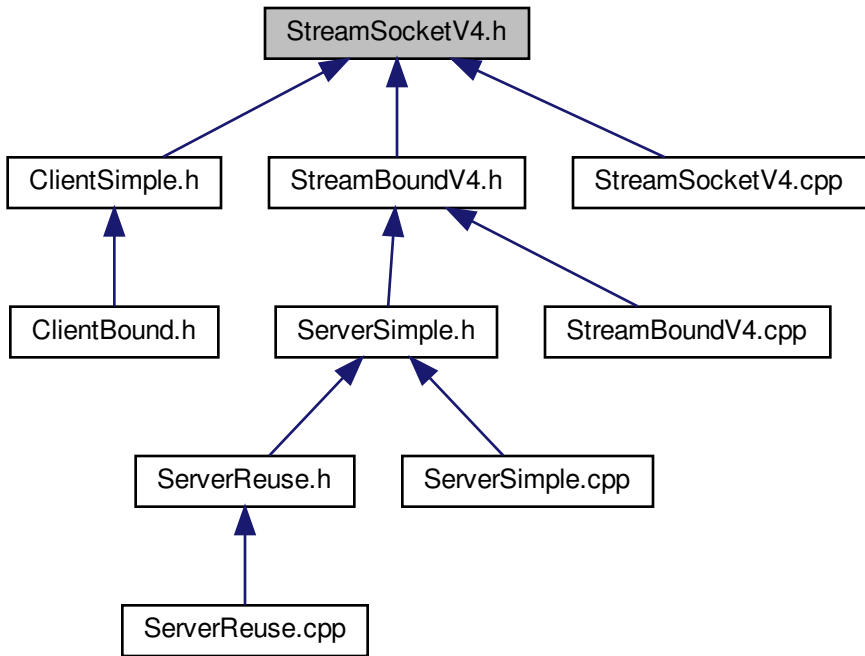 StreamSocketV4.h
ClientSimple.h
StreamBoundV4.h
StreamSocketV4.cpp
ClientBound.h
ServerSimple.h
StreamBoundV4.cpp
ServerReuse.h
ServerSimple.cpp
ServerReuse.cpp